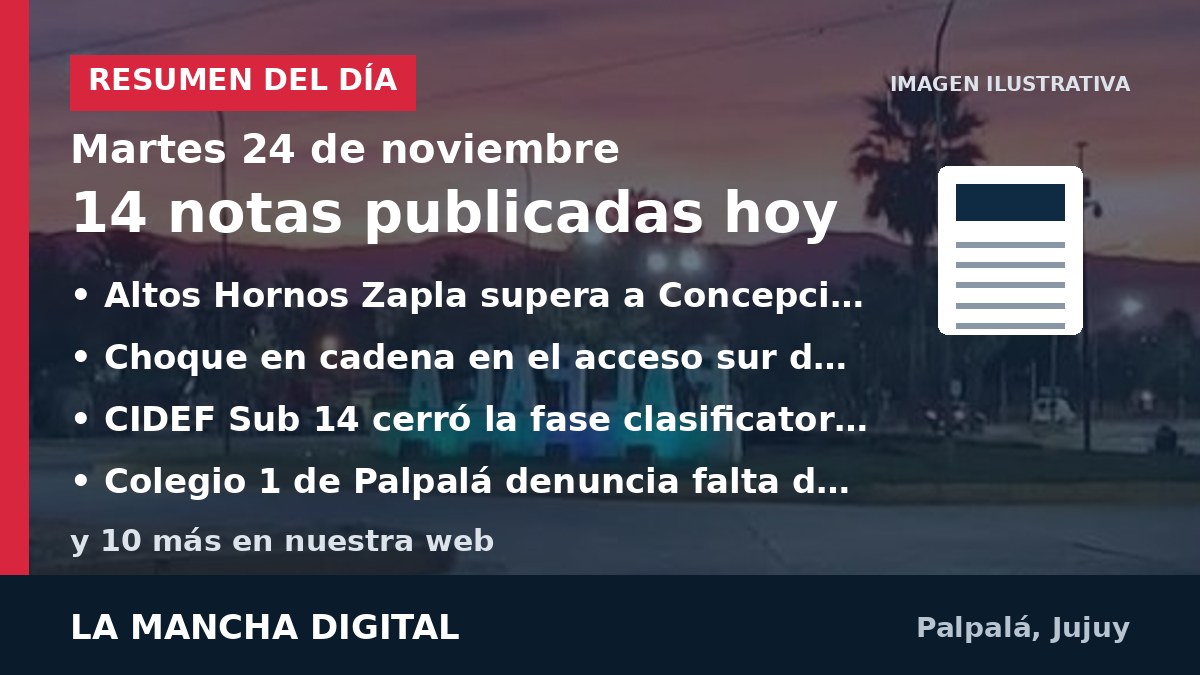 RESUMEN DEL DÍA
IMAGEN ILUSTRATIVA
Martes 24 de noviembre
14 notas publicadas hoy
• Altos Hornos Zapla supera a Concepci...
• Choque en cadena en el acceso sur d...
• CIDEF Sub 14 cerró la fase clasificator...
• Colegio 1 de Palpalá denuncia falta d...
y 10 más en nuestra web
LA MANCHA DIGITAL
Palpalá, Jujuy